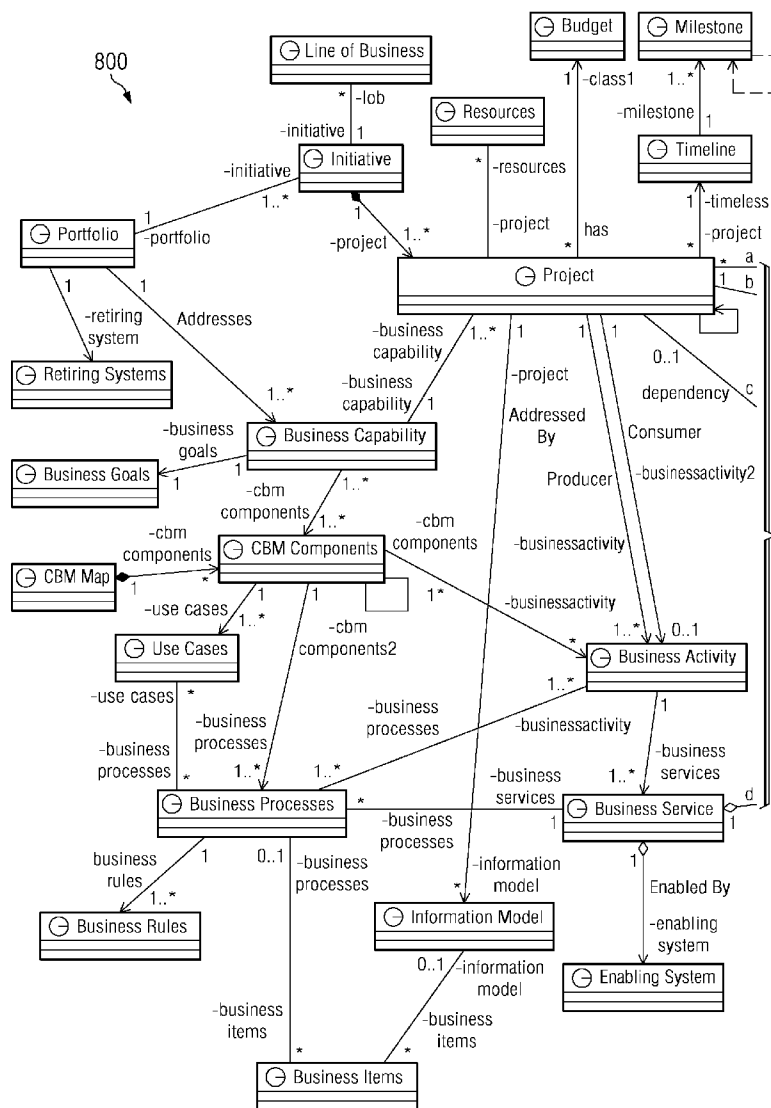 800
Budget
Milestone
Line of Business
* -lob
1 -class1
1..*
Resources
-milestone 1
-initiative 1
Initiative
Timeline
-initiative
*
-resources
1
1..*
1
1 -timeless
Portfolio
-portfolio
-project
1..*
-project
* has
* -project
Project
* a
1 b
1
1
-retiring
system
Addresses
-business
capability
1..*
1
1
1
0..1
-project
dependency c
Retiring Systems
1..*
-business
capability
1
Addressed
By
Consumer
-business
goals
Business Capability
Producer
-businessactivity2
Business Goals
1
1
1..*
-cbm
components
1..*
-cbm
components
-businessactivity
-cbm
components
CBM Components
CBM Map
1
*
1
1
1*
-businessactivity
-use cases
1..*
-cbm
components2
*
1..*
0..1
Use Cases
Business Activity
-use cases *
1..*
1
-business
processes
-businessactivity
-business
processes
-business
processes
*
1..*
1..*
-business
services
1..*
-business
services
Business Processes
*
1
Business Service
1
d
business
rules
1
0..1
-business
processes
-business
processes
1
1..*
-information
model
*
Enabled By
Business Rules
Information Model
-enabling
system
0..1
-information
model
Enabling System
-business
items
-business
items
*
*
Business Items